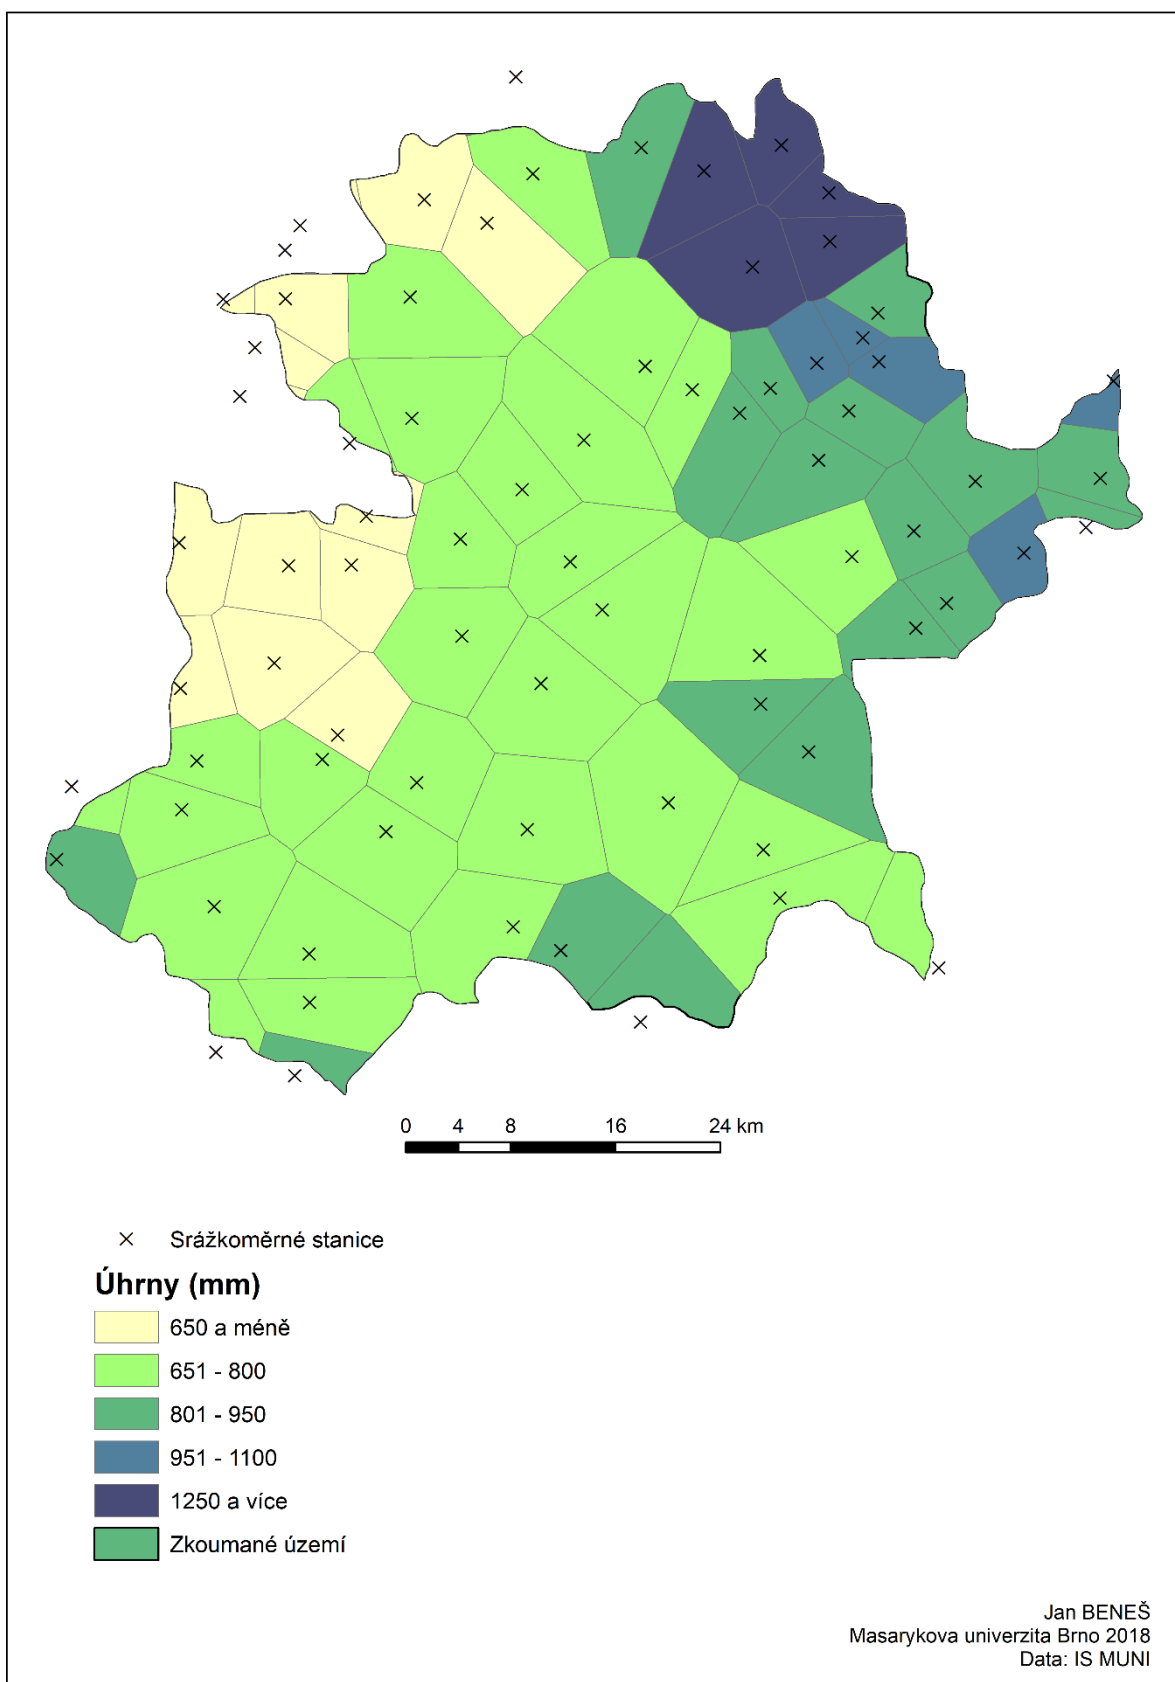 0 4 8 16 24 km
Srážkoměrné stanice
Úhrny (mm)
650 a méně
651 - 800
801 - 950
951 - 1100
1250 a více
Zkoumané území
Jan BENEŠ
Masarykova univerzita Brno 2018
Data: IS MUNI